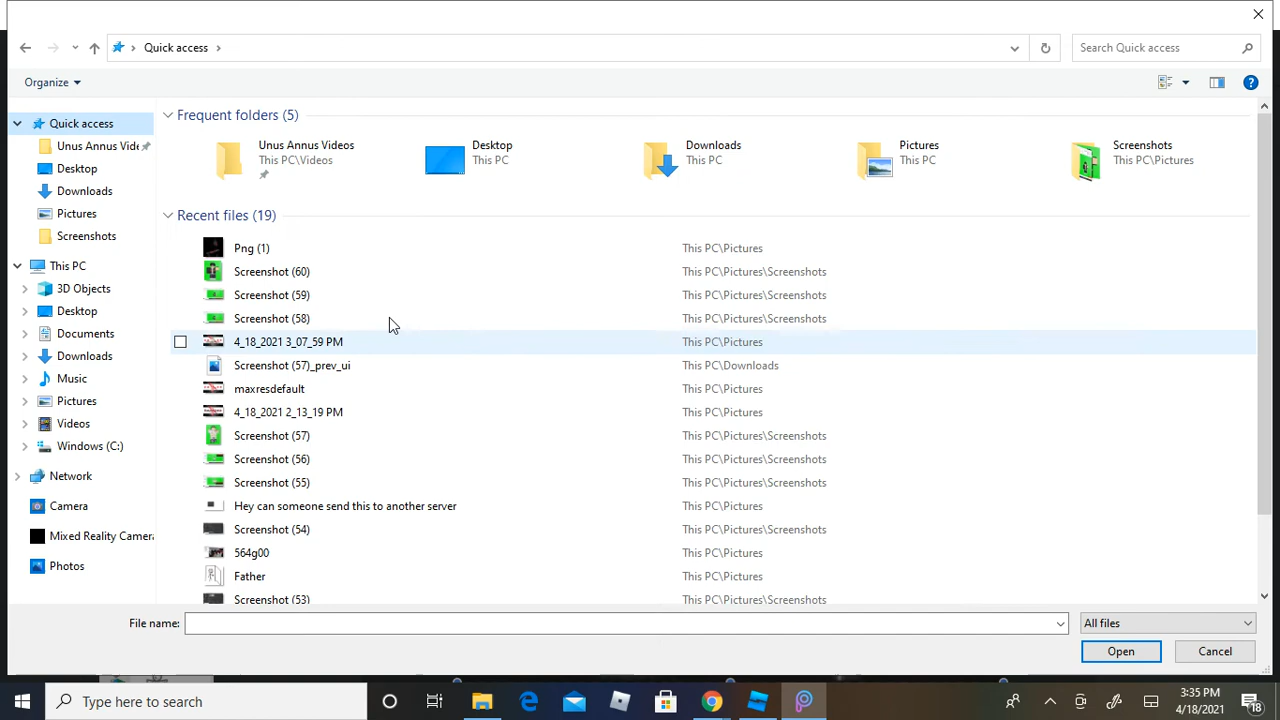 Quick access
Search Quick access
Organize
Quick access
Unus Annus Vide
Desktop
Downloads
Pictures
Screenshots
This PC
3D Objects
Desktop
Documents
Downloads
Music
Pictures
Videos
Windows (C:)
Network
Camera
Mixed Reality Camera
Photos
Frequent folders (5)
Unus Annus Videos
This PC\Videos
Desktop
This PC
Downloads
This PC
Pictures
This PC
Screenshots
This PC\Pictures
Recent files (19)
Png (1) This PC\Pictures
Screenshot (60) This PC\Pictures\Screenshots
Screenshot (59) This PC\Pictures\Screenshots
Screenshot (58) This PC\Pictures\Screenshots
4_18_2021 3_07_59 PM This PC\Pictures
Screenshot (57)_prev_ui This PC\Downloads
maxresdefault This PC\Pictures
4_18_2021 2_13_19 PM This PC\Pictures
Screenshot (57) This PC\Pictures\Screenshots
Screenshot (56) This PC\Pictures\Screenshots
Screenshot (55) This PC\Pictures\Screenshots
Hey can someone send this to another server This PC\Pictures
Screenshot (54) This PC\Pictures\Screenshots
564g00 This PC\Pictures
Father This PC\Pictures
Screenshot (53) This PC\Pictures\Screenshots
File name:
All files
Open
Cancel
Type here to search
3:35 PM
4/18/2021
18